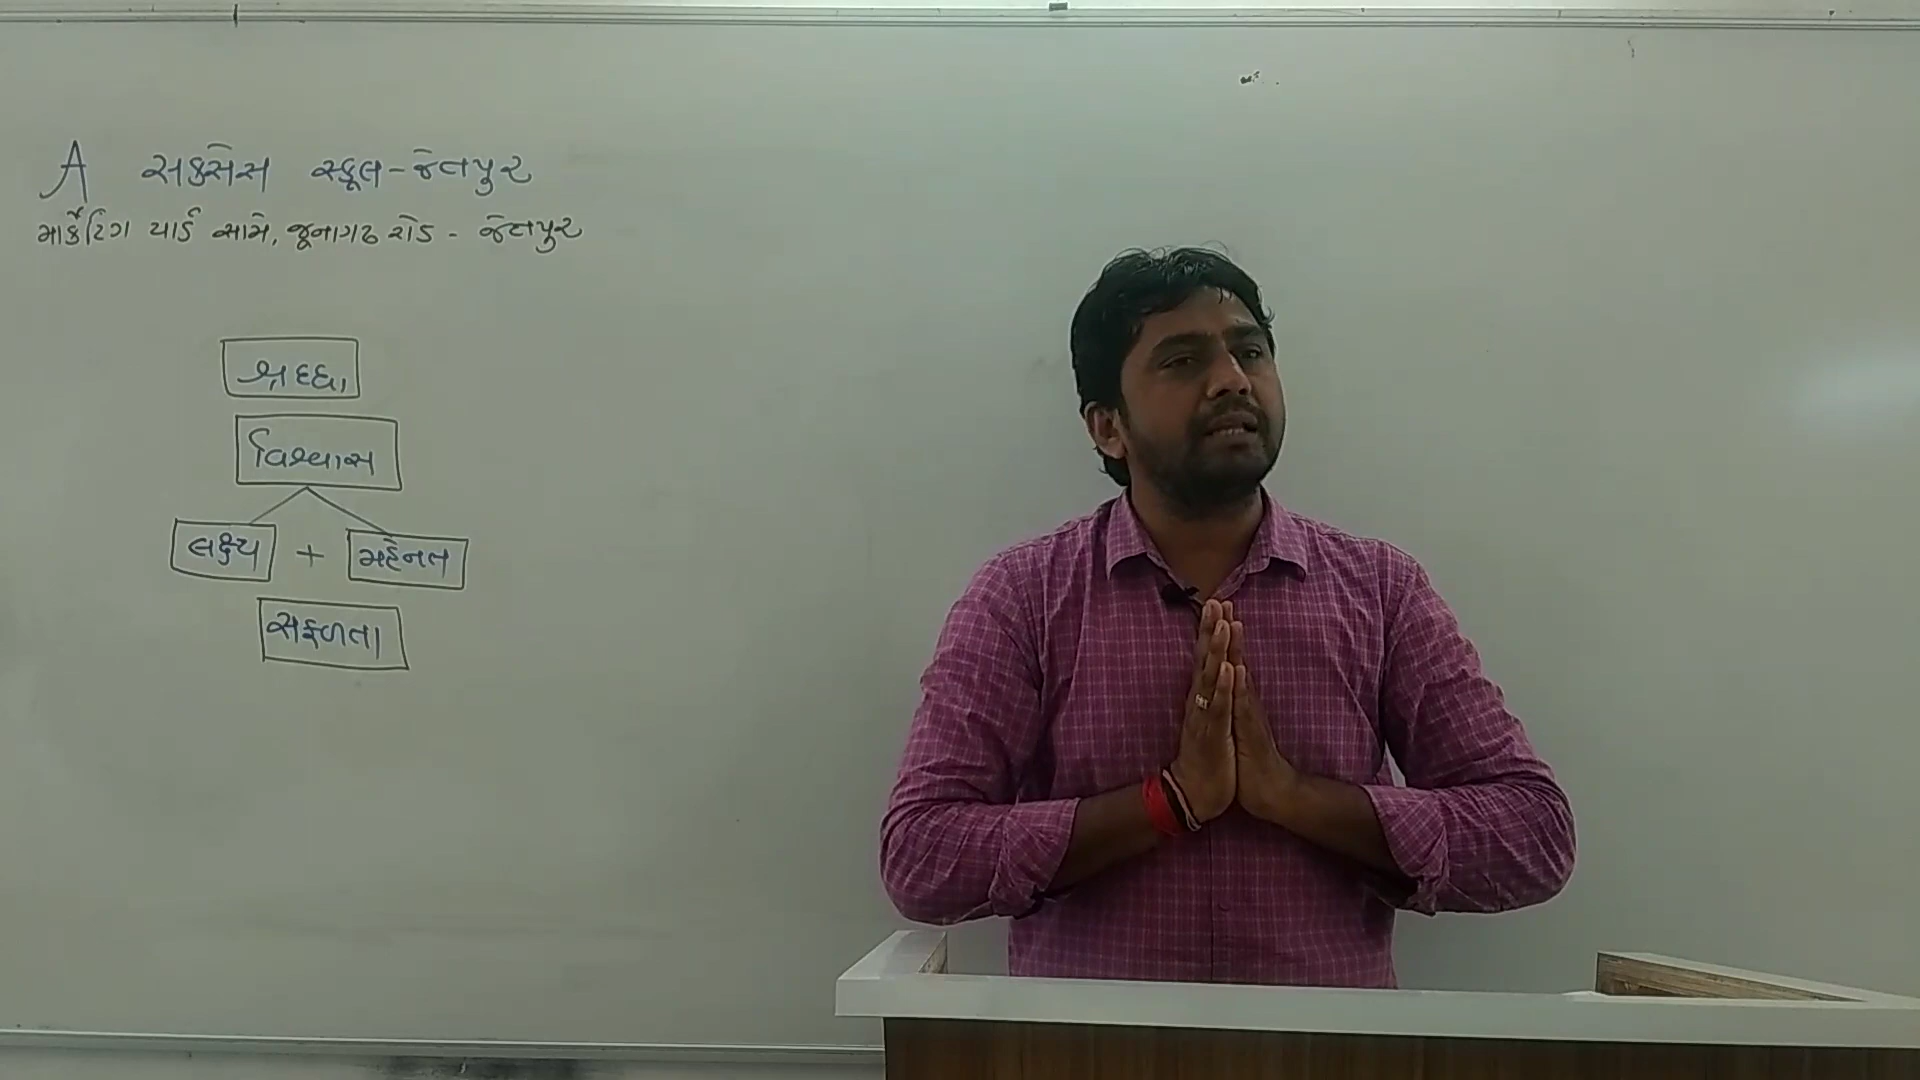 A સક્સેસ સ્કૂલ - જેતપુર
માર્કેટિંગ યાર્ડ સામે, જૂનાગઢ રોડ - જેતપુર
શ્રદ્ધા
વિશ્વાસ
લક્ષ્ય + મહેનત
સફળતા